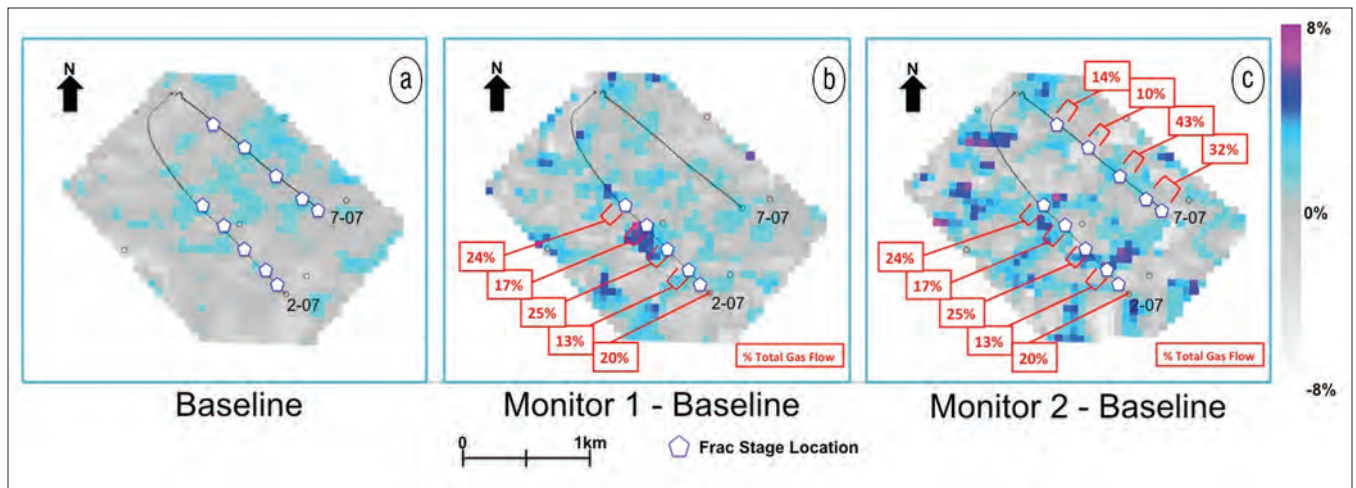 N
a
7-07
2-07
Baseline
N
b
7-07
24%
17%
25%
13%
20%
2-07
% Total Gas Flow
Monitor 1 - Baseline
N
c
14%
10%
43%
32%
7-07
24%
17%
25%
13%
20%
2-07
% Total Gas Flow
Monitor 2 - Baseline
8%
0%
-8%
0 1km
Frac Stage Location